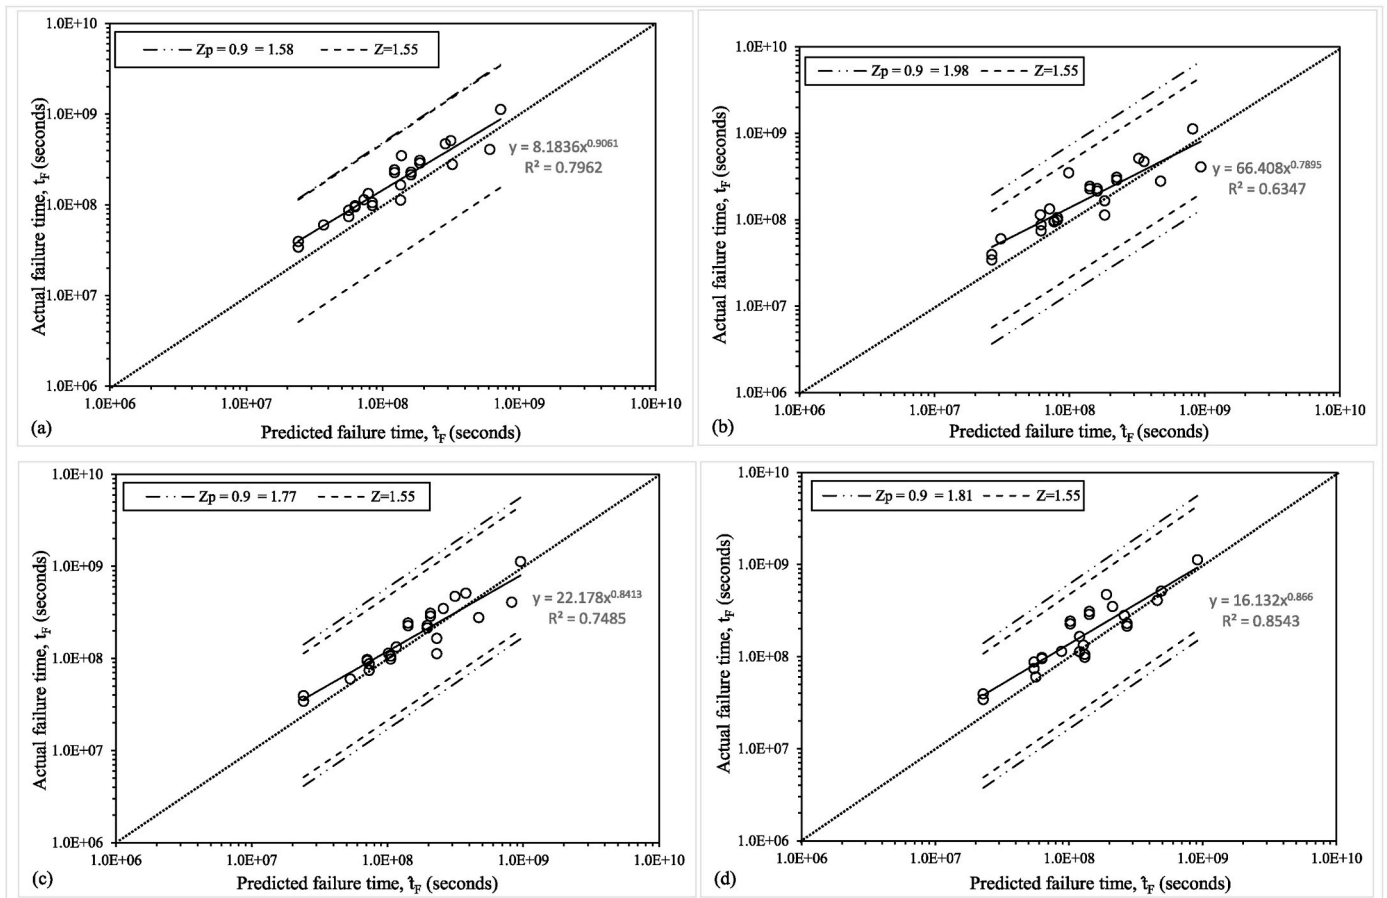 Zp = 0.9 = 1.58 Z=1.55
1.0E+10
1.0E+09
1.0E+08
1.0E+07
1.0E+06
Actual failure time, tF (seconds)
y = 8.1836x^0.9061
R² = 0.7962
1.0E+06 1.0E+07 1.0E+08 1.0E+09 1.0E+10
(a)
Predicted failure time, t̂F (seconds)
Zp = 0.9 = 1.98 Z=1.55
1.0E+10
1.0E+09
1.0E+08
1.0E+07
1.0E+06
Actual failure time, tF (seconds)
y = 66.408x^0.7895
R² = 0.6347
1.0E+06 1.0E+07 1.0E+08 1.0E+09 1.0E+10
(b)
Predicted failure time, t̂F (seconds)
Zp = 0.9 = 1.77 Z=1.55
1.0E+10
1.0E+09
1.0E+08
1.0E+07
1.0E+06
Actual failure time, tF (seconds)
y = 22.178x^0.8413
R² = 0.7485
1.0E+06 1.0E+07 1.0E+08 1.0E+09 1.0E+10
(c)
Predicted failure time, t̂F (seconds)
Zp = 0.9 = 1.81 Z=1.55
1.0E+10
1.0E+09
1.0E+08
1.0E+07
1.0E+06
Actual failure time, tF (seconds)
y = 16.132x^0.866
R² = 0.8543
1.0E+06 1.0E+07 1.0E+08 1.0E+09 1.0E+10
(d)
Predicted failure time, t̂F (seconds)